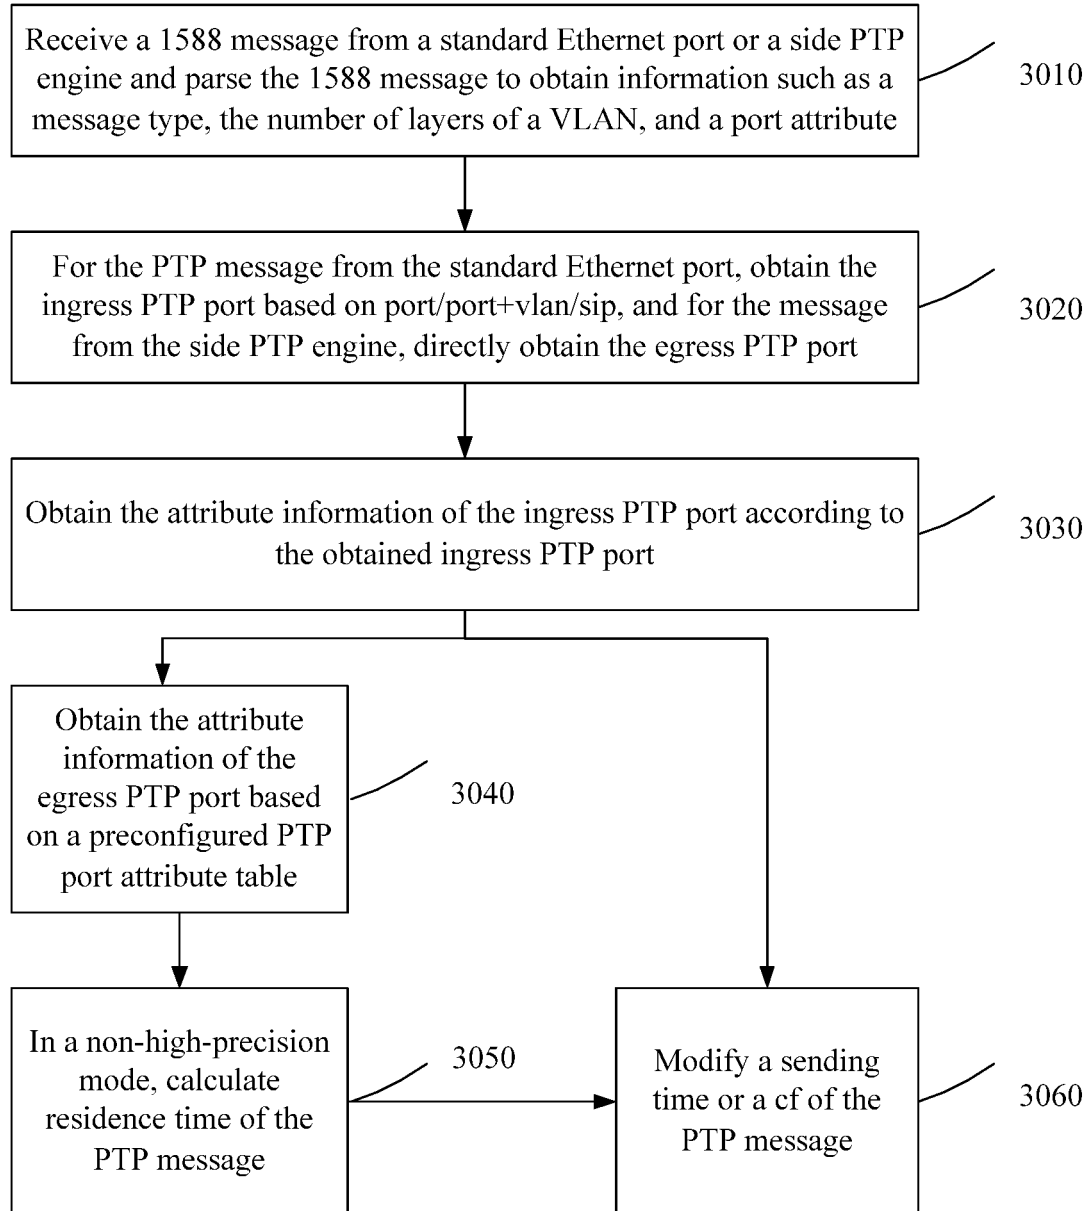 Receive a 1588 message from a standard Ethernet port or a side PTP
engine and parse the 1588 message to obtain information such as a
message type, the number of layers of a VLAN, and a port attribute
3010
For the PTP message from the standard Ethernet port, obtain the
ingress PTP port based on port/port+vlan/sip, and for the message
from the side PTP engine, directly obtain the egress PTP port
3020
Obtain the attribute information of the ingress PTP port according to
the obtained ingress PTP port
3030
Obtain the attribute
information of the
egress PTP port based
on a preconfigured PTP
port attribute table
3040
In a non-high-precision
mode, calculate
residence time of the
PTP message
3050
Modify a sending
time or a cf of the
PTP message
3060